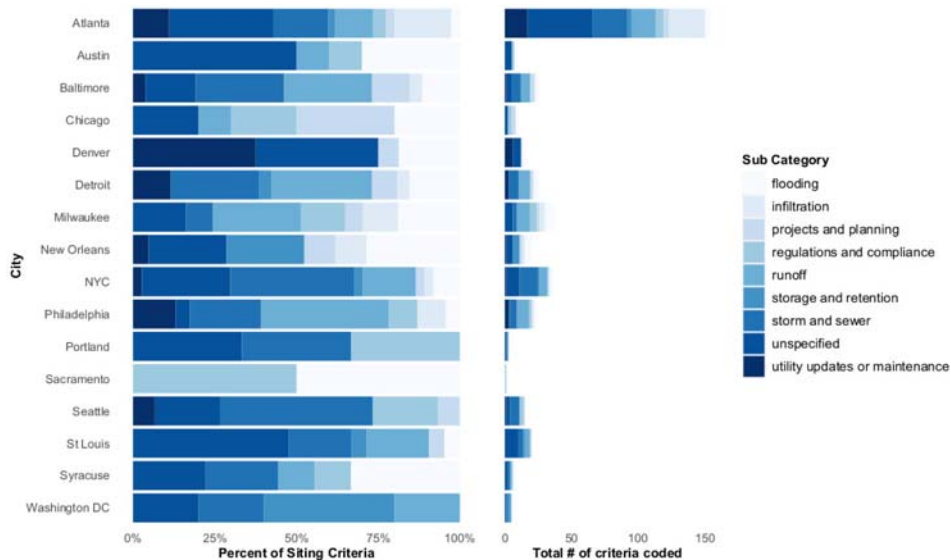 Atlanta
Austin
Baltimore
Chicago
Denver
Detroit
Milwaukee
New Orleans
NYC
Philadelphia
Portland
Sacramento
Seattle
St Louis
Syracuse
Washington DC
City
0% 25% 50% 75% 100%
Percent of Siting Criteria
0 50 100 150
Total # of criteria coded
Sub Category
flooding
infiltration
projects and planning
regulations and compliance
runoff
storage and retention
storm and sewer
unspecified
utility updates or maintenance